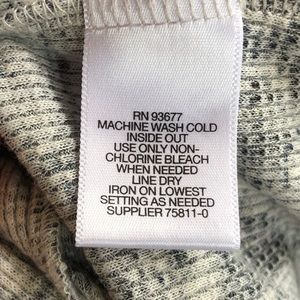 RN 93677
MACHINE WASH COLD
INSIDE OUT
USE ONLY NON-
CHLORINE BLEACH
WHEN NEEDED
LINE DRY
IRON ON LOWEST
SETTING AS NEEDED
SUPPLIER 75811-0